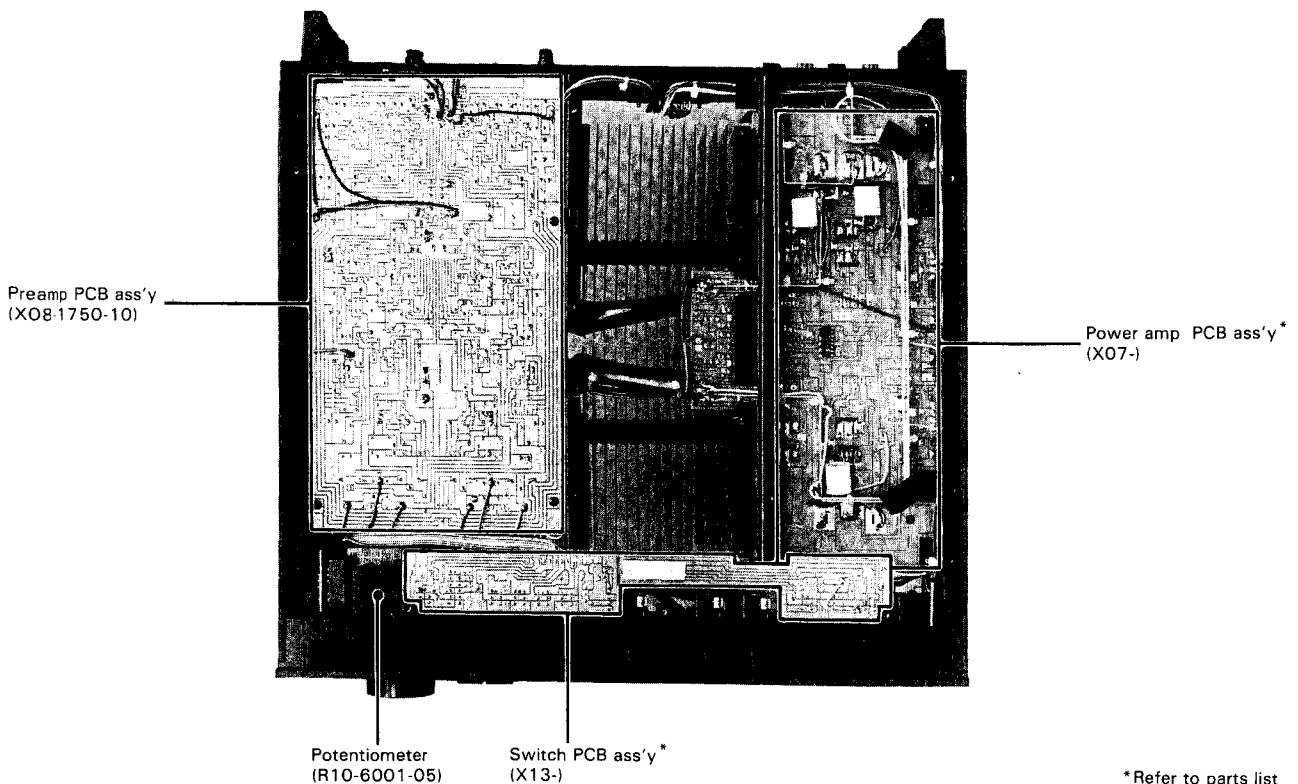 Preamp PCB ass'y
(X08-1750-10)
Power amp PCB ass'y*
(X07-)
Potentiometer
(R10-6001-05)
Switch PCB ass'y*
(X13-)
*Refer to parts list